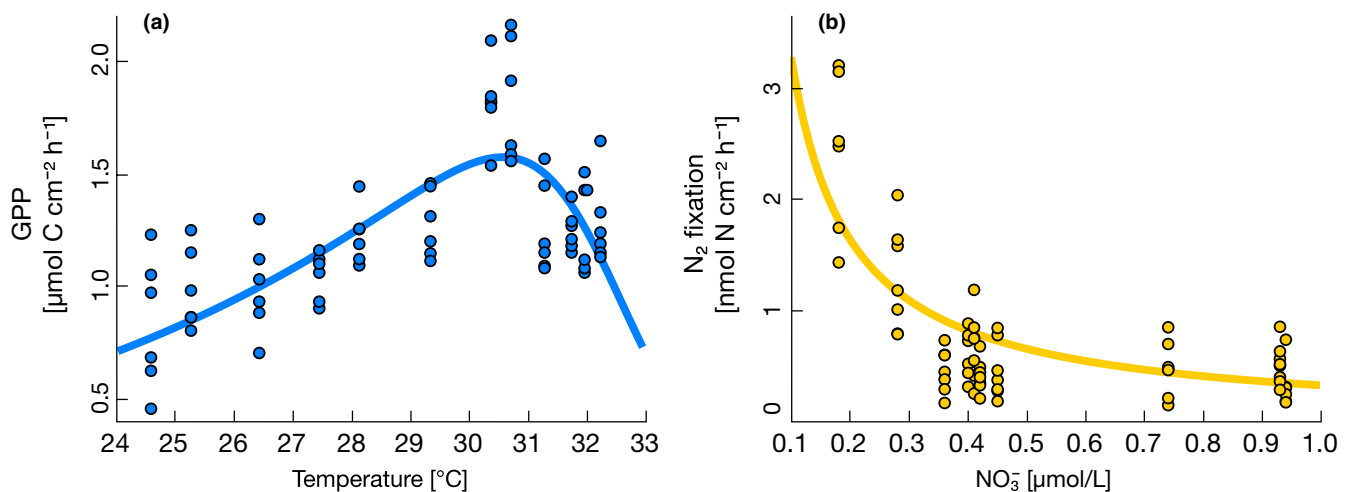 (a)
GPP
[µmol C cm⁻² h⁻¹]
2.0
1.5
1.0
0.5
24 25 26 27 28 29 30 31 32 33
Temperature [°C]
(b)
N₂ fixation
[nmol N cm⁻² h⁻¹]
3
2
1
0
0.1 0.2 0.3 0.4 0.5 0.6 0.7 0.8 0.9 1.0
NO₃⁻ [µmol/L]